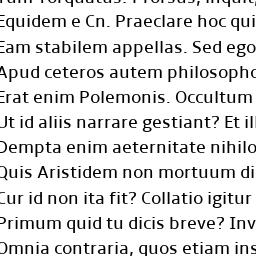 Tum Torquatus: Prorsus, inquit,
Equidem e Cn. Praeclare hoc qui
Eam stabilem appellas. Sed ego
Apud ceteros autem philosopho
Erat enim Polemonis. Occultum
Ut id aliis narrare gestiant? Et il
Dempta enim aeternitate nihilo
Quis Aristidem non mortuum di
Cur id non ita fit? Collatio igitur
Primum quid tu dicis breve? Inv
Omnia contraria, quos etiam ins